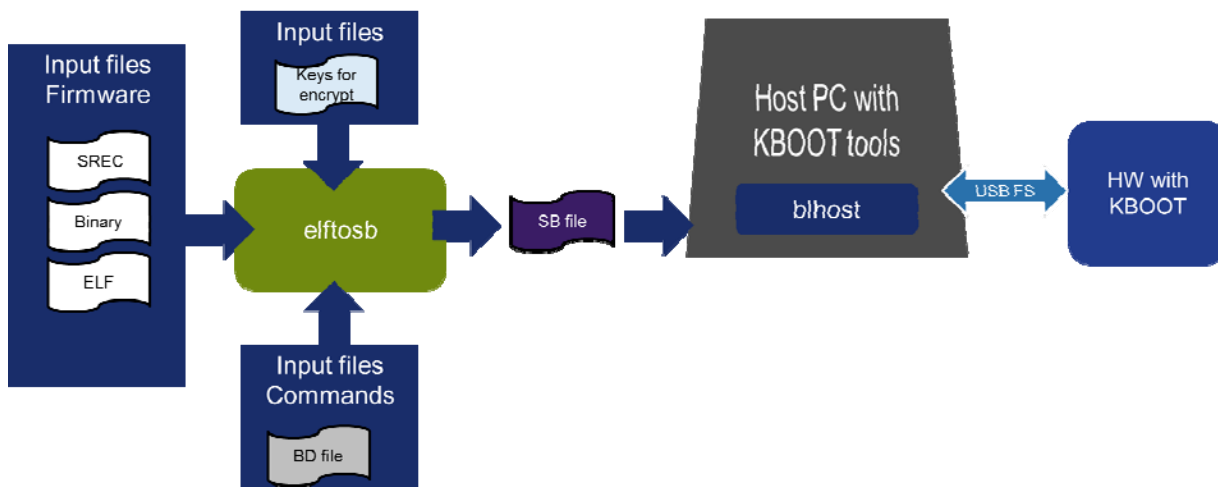 Input files
Firmware
SREC
Binary
ELF
Input files
Keys for
encrypt
elftosb
Input files
Commands
BD file
SB file
Host PC with
KBOOT tools
blhost
USB FS
HW with
KBOOT